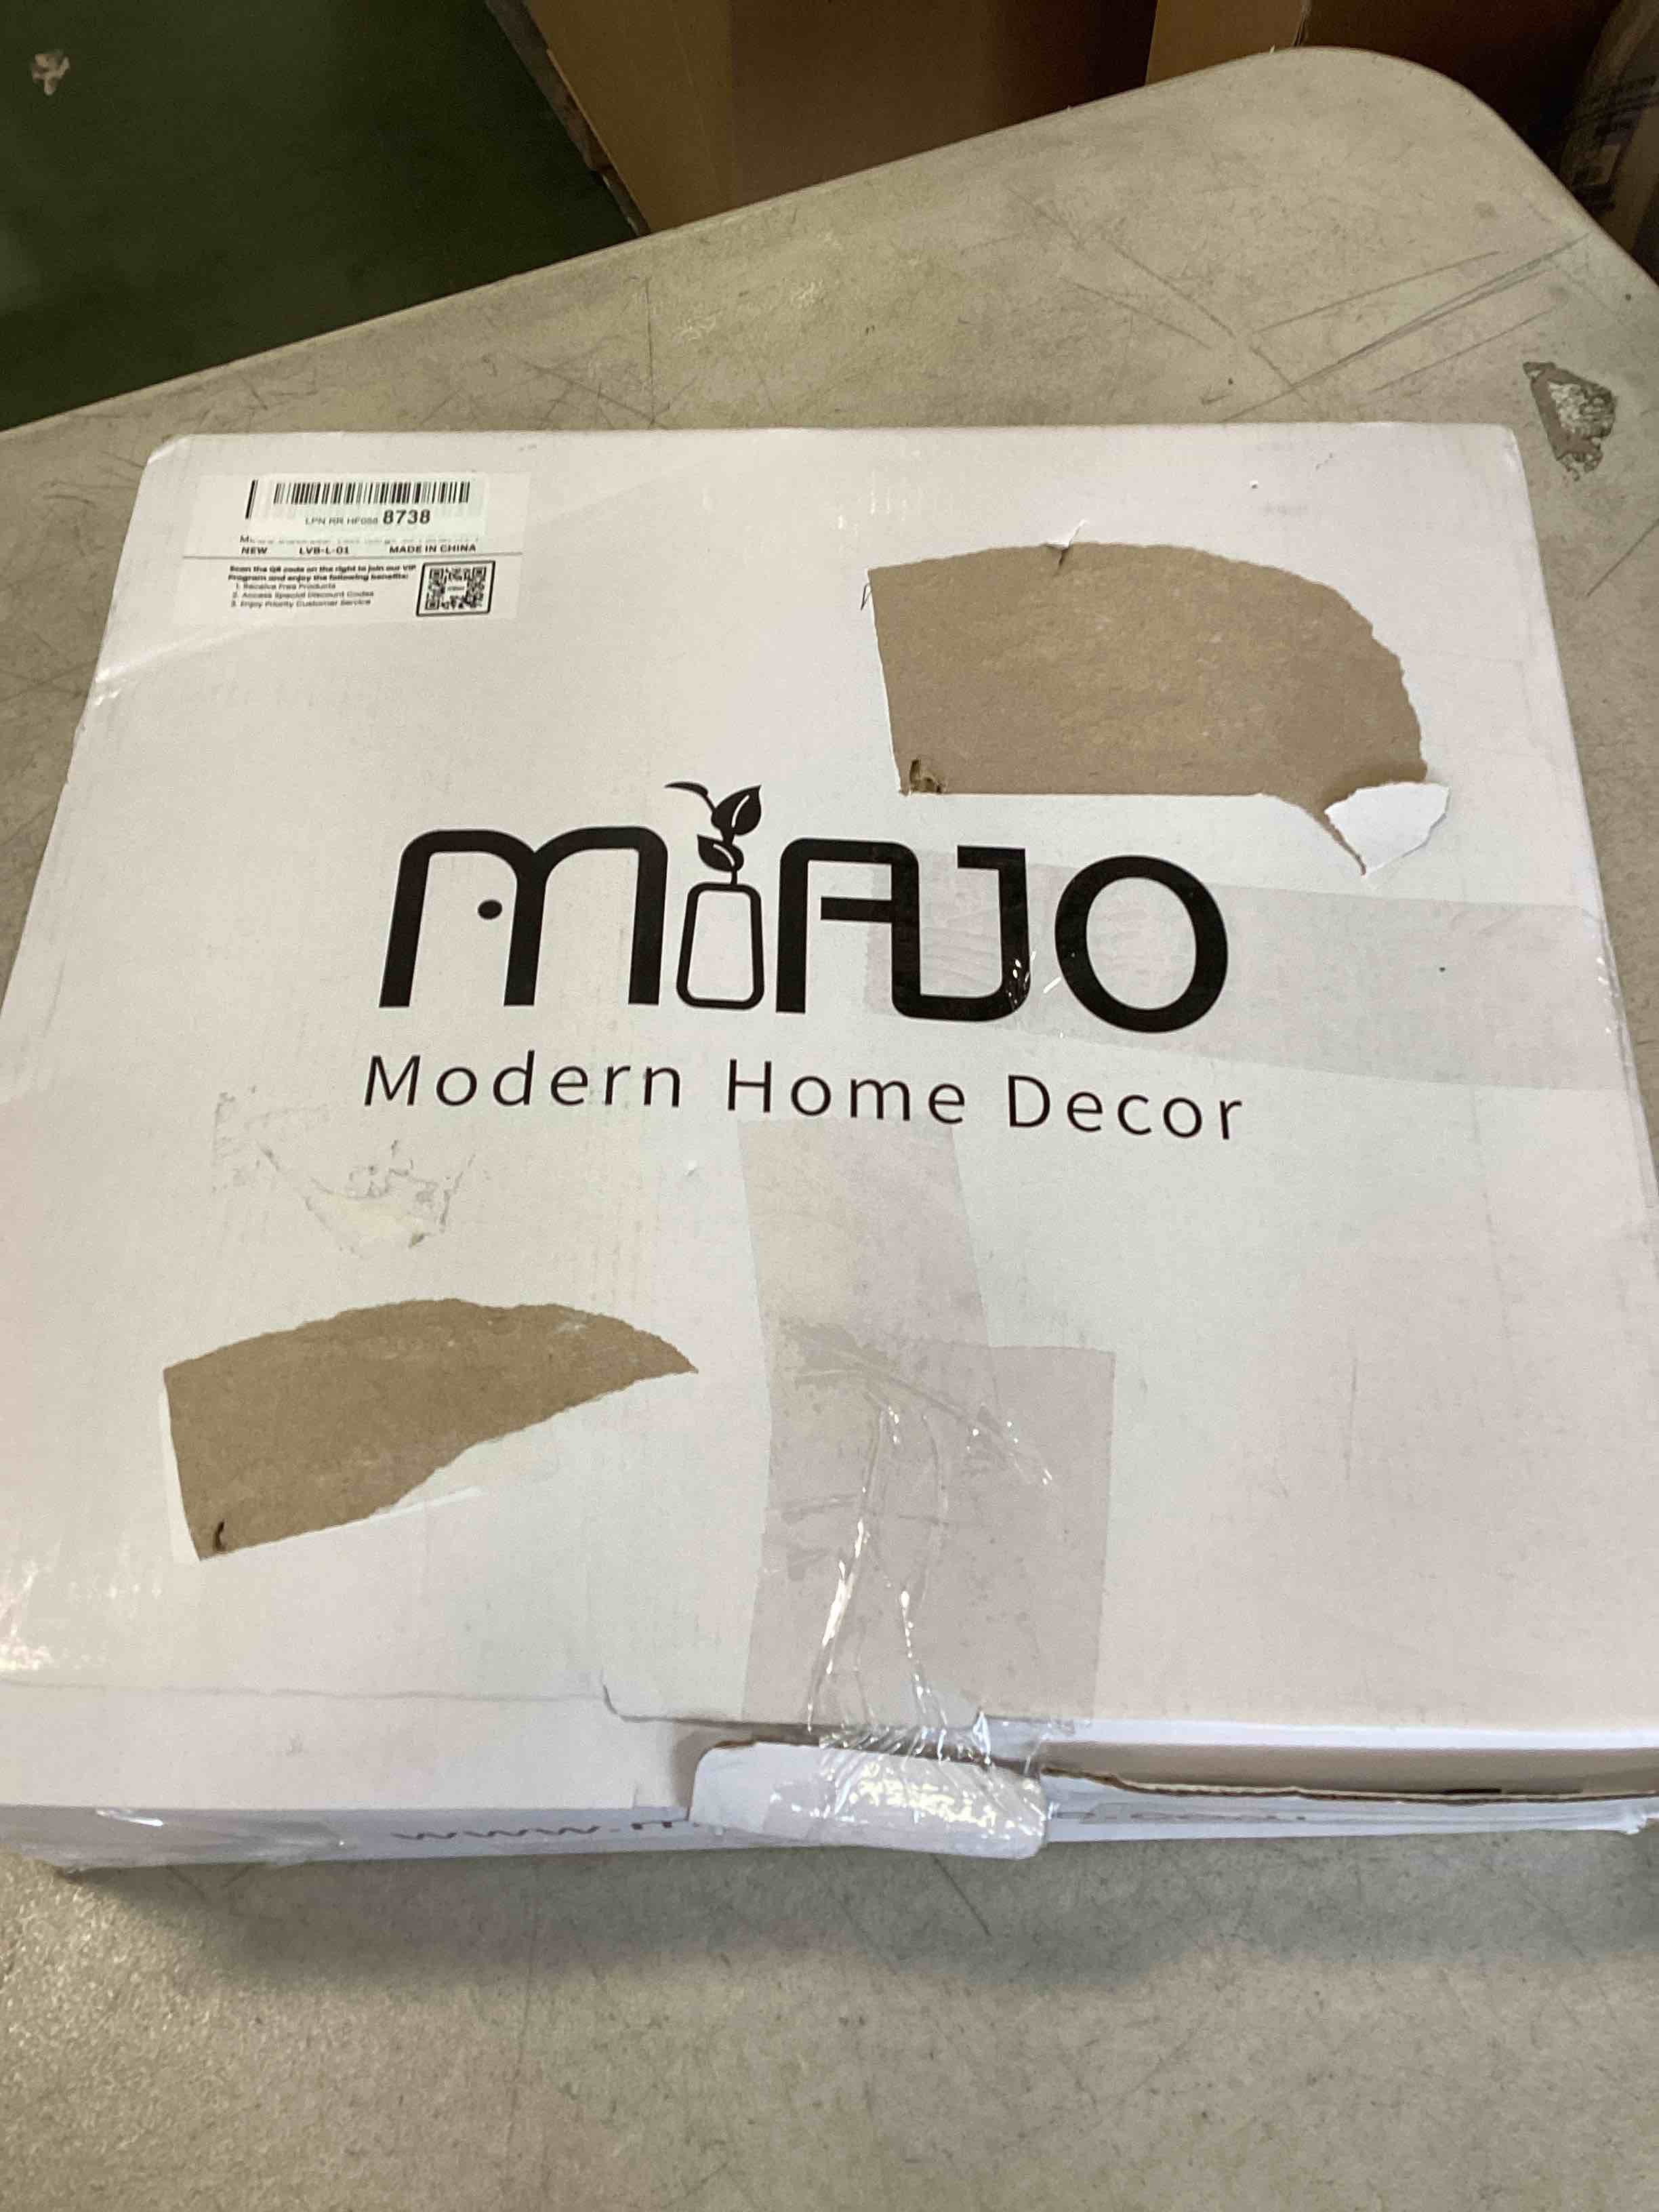 LPN RR HF058 8738
NEW LVB-L-01 MADE IN CHINA
Scan the QR code on the right to join our VIP
Program and enjoy the following benefits:
1. Receive Free Products
2. Access Special Discount Codes
3. Enjoy Priority Customer Service
MIAJO
Modern Home Decor